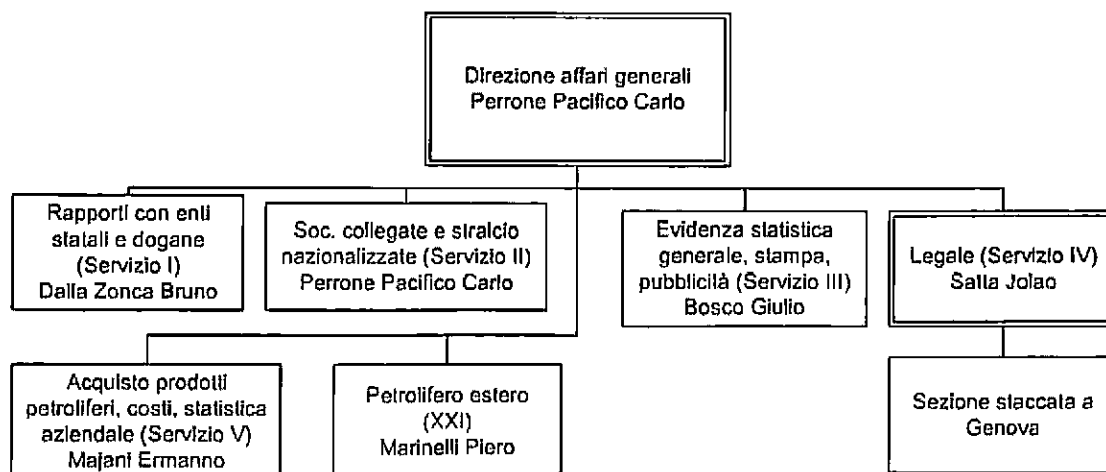 Direzione affari generali
Perrone Pacifico Carlo
Rapporti con enti
statali e dogane
(Servizio I)
Dalla Zonca Bruno
Soc. collegate e stralcio
nazionalizzate (Servizio II)
Perrone Pacifico Carlo
Evidenza statistica
generale, stampa,
pubblicità (Servizio III)
Bosco Giulio
Legale (Servizio IV)
Satta Jolao
Acquisto prodotti
petroliferi, costi, statistica
aziendale (Servizio V)
Majani Ermanno
Petrolifero estero
(XXI)
Marinelli Piero
Sezione staccata a
Genova